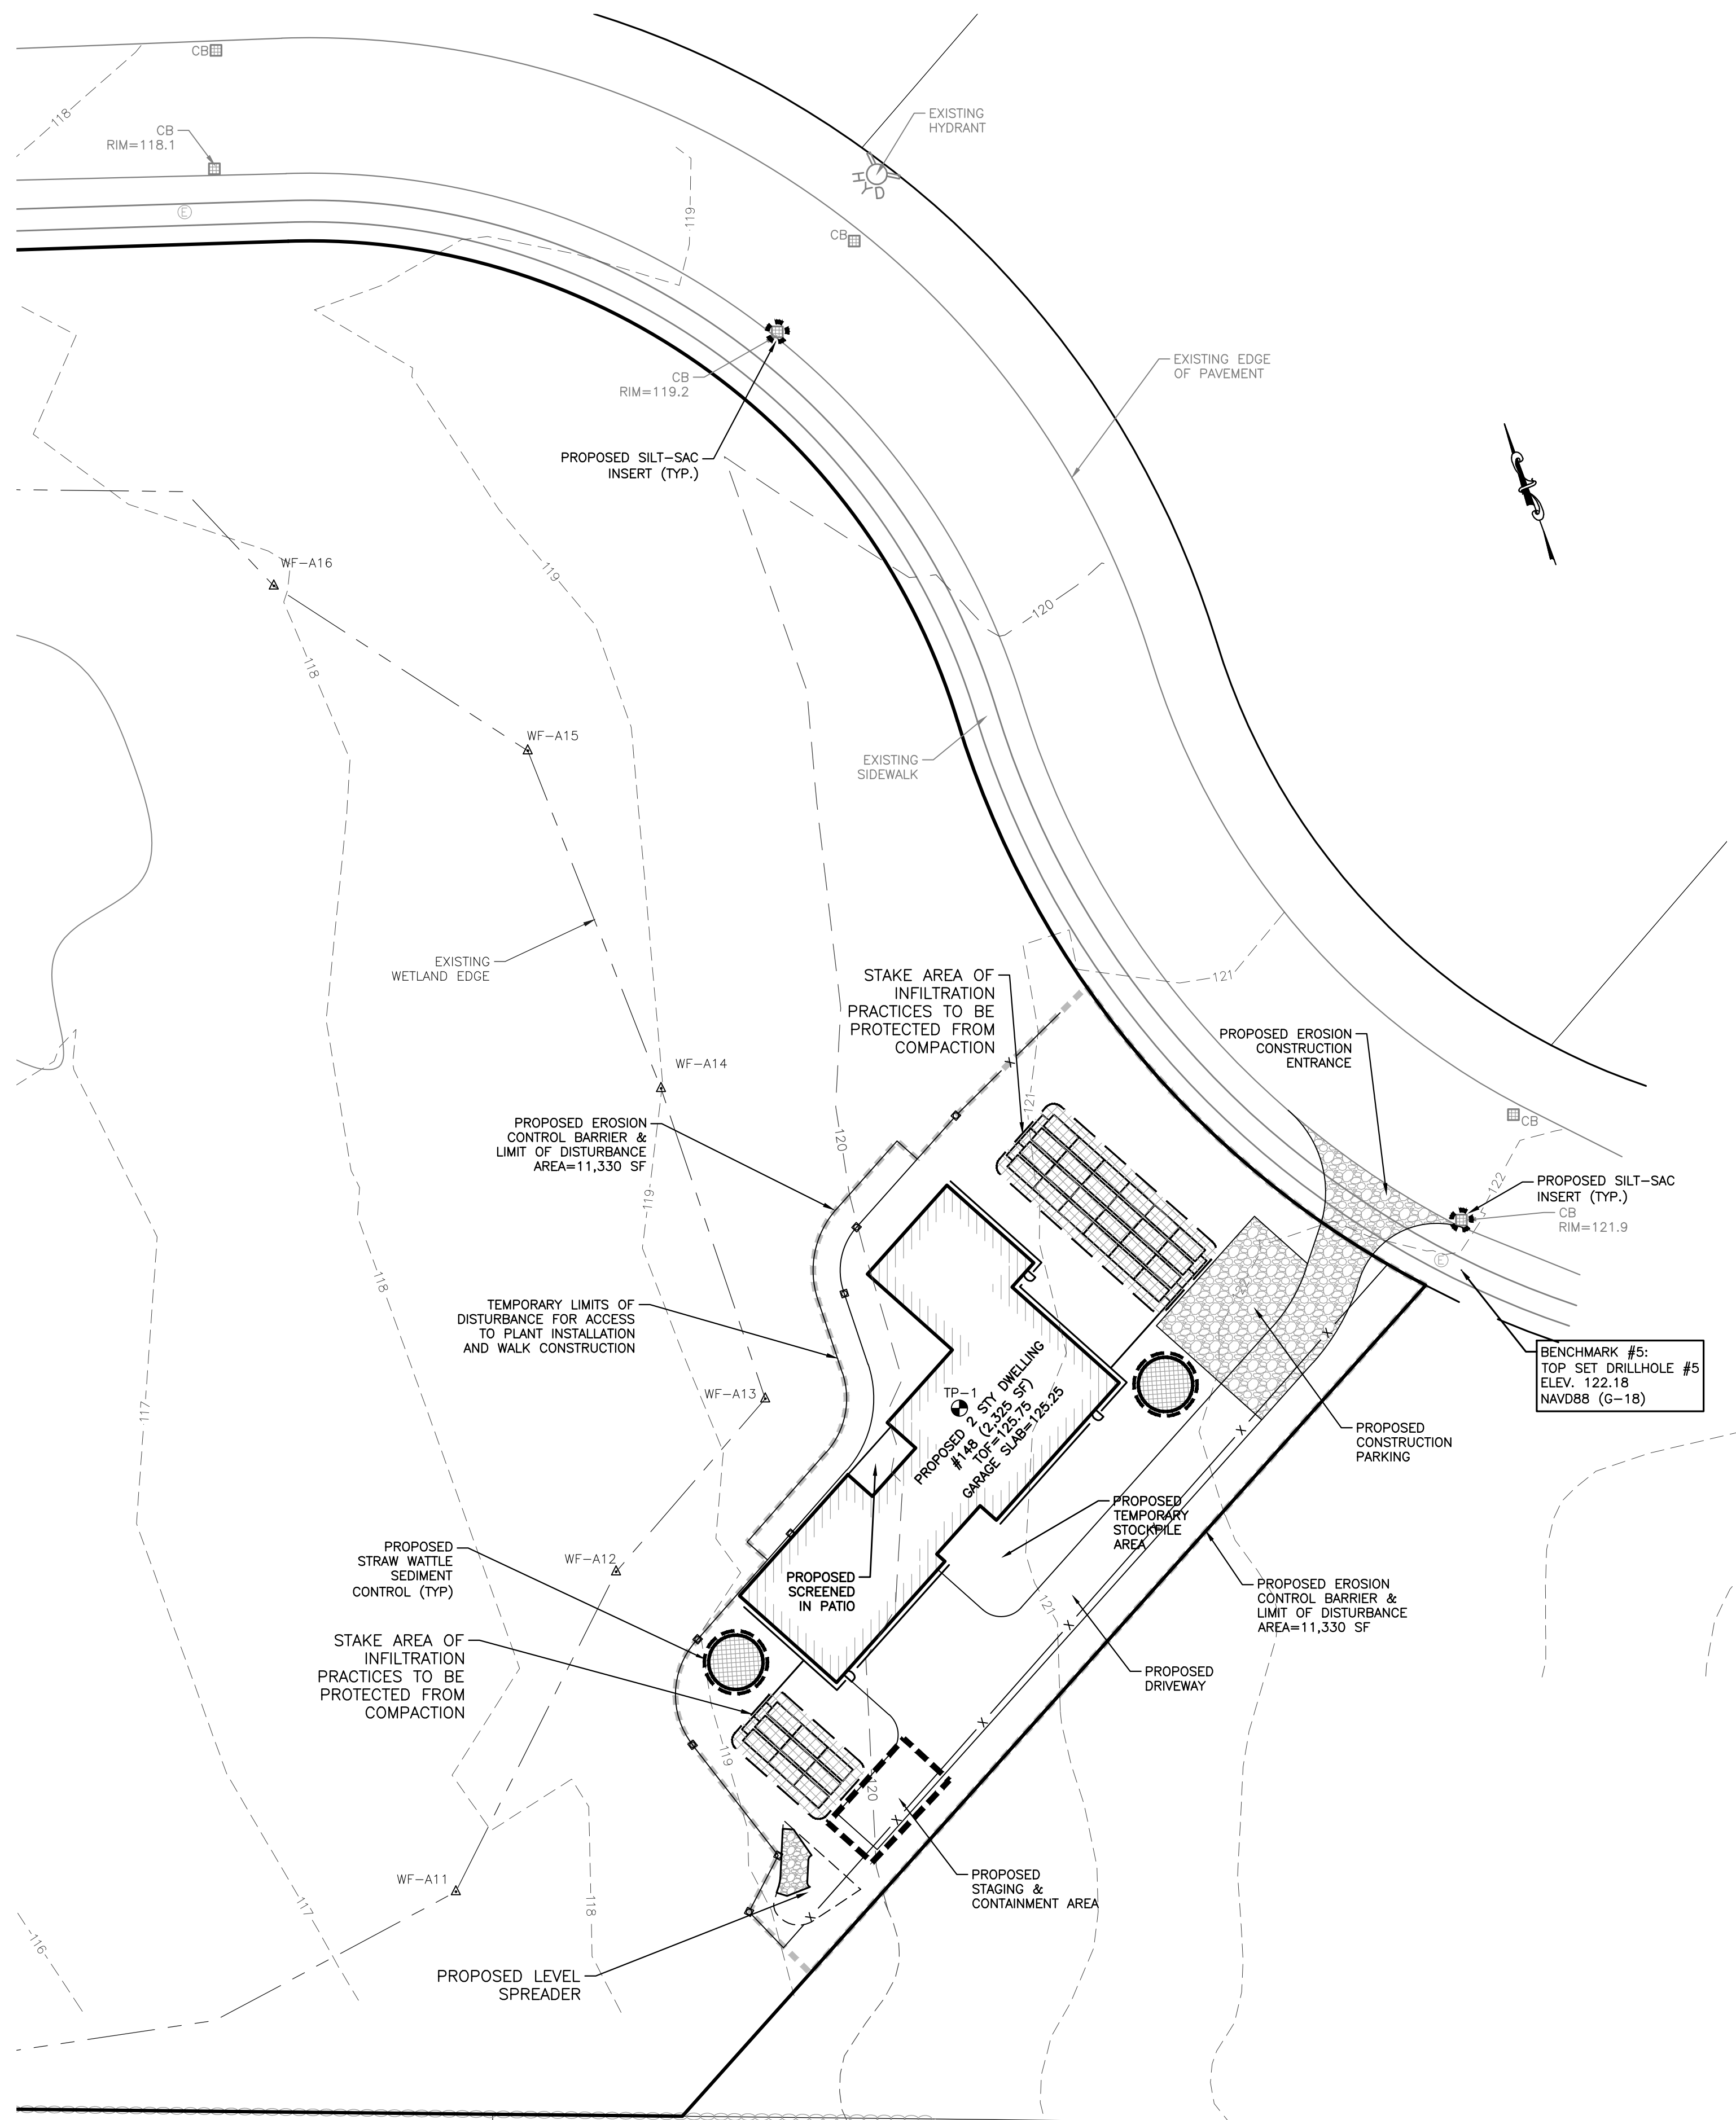 CB
118
CB
RIM=118.1
E
119
EXISTING
HYDRANT
HYD
CB
CB
RIM=119.2
PROPOSED SILT-SAC
INSERT (TYP.)
EXISTING EDGE
OF PAVEMENT
WF-A16
119
120
118
WF-A15
EXISTING
SIDEWALK
EXISTING
WETLAND EDGE
STAKE AREA OF
INFILTRATION
PRACTICES TO BE
PROTECTED FROM
COMPACTION
121
PROPOSED EROSION
CONSTRUCTION
ENTRANCE
WF-A14
X
121
CB
PROPOSED EROSION
CONTROL BARRIER &
LIMIT OF DISTURBANCE
AREA=11,330 SF
120
119
122
PROPOSED SILT-SAC
INSERT (TYP.)
CB
RIM=121.9
E
118
122
TEMPORARY LIMITS OF
DISTURBANCE FOR ACCESS
TO PLANT INSTALLATION
AND WALK CONSTRUCTION
X
BENCHMARK #5:
TOP SET DRILLHOLE #5
ELEV. 122.18
NAVD88 (G-18)
WF-A13
TP-1
PROPOSED 2 STY DWELLING
#148 (2,325 SF)
TOF=125.75
GARAGE SLAB=125.25
117
X
PROPOSED
CONSTRUCTION
PARKING
PROPOSED
TEMPORARY
STOCKPILE
AREA
X
PROPOSED
STRAW WATTLE
SEDIMENT
CONTROL (TYP)
WF-A12
PROPOSED
SCREENED
IN PATIO
PROPOSED EROSION
CONTROL BARRIER &
LIMIT OF DISTURBANCE
AREA=11,330 SF
121
X
STAKE AREA OF
INFILTRATION
PRACTICES TO BE
PROTECTED FROM
COMPACTION
PROPOSED
DRIVEWAY
X
119
120
X
WF-A11
PROPOSED
STAGING &
CONTAINMENT AREA
117
118
X
116
PROPOSED LEVEL
SPREADER